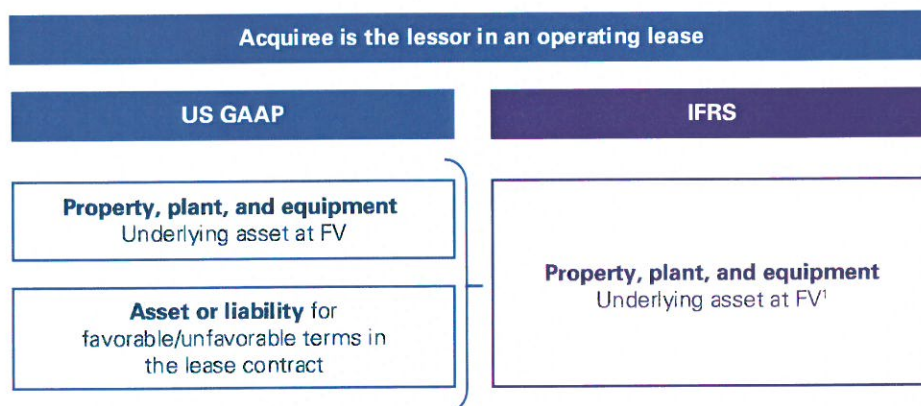 Acquiree is the lessor in an operating lease
US GAAP
Property, plant, and equipment
Underlying asset at FV
Asset or liability for
favorable/unfavorable terms in
the lease contract
IFRS
Property, plant, and equipment
Underlying asset at FV¹